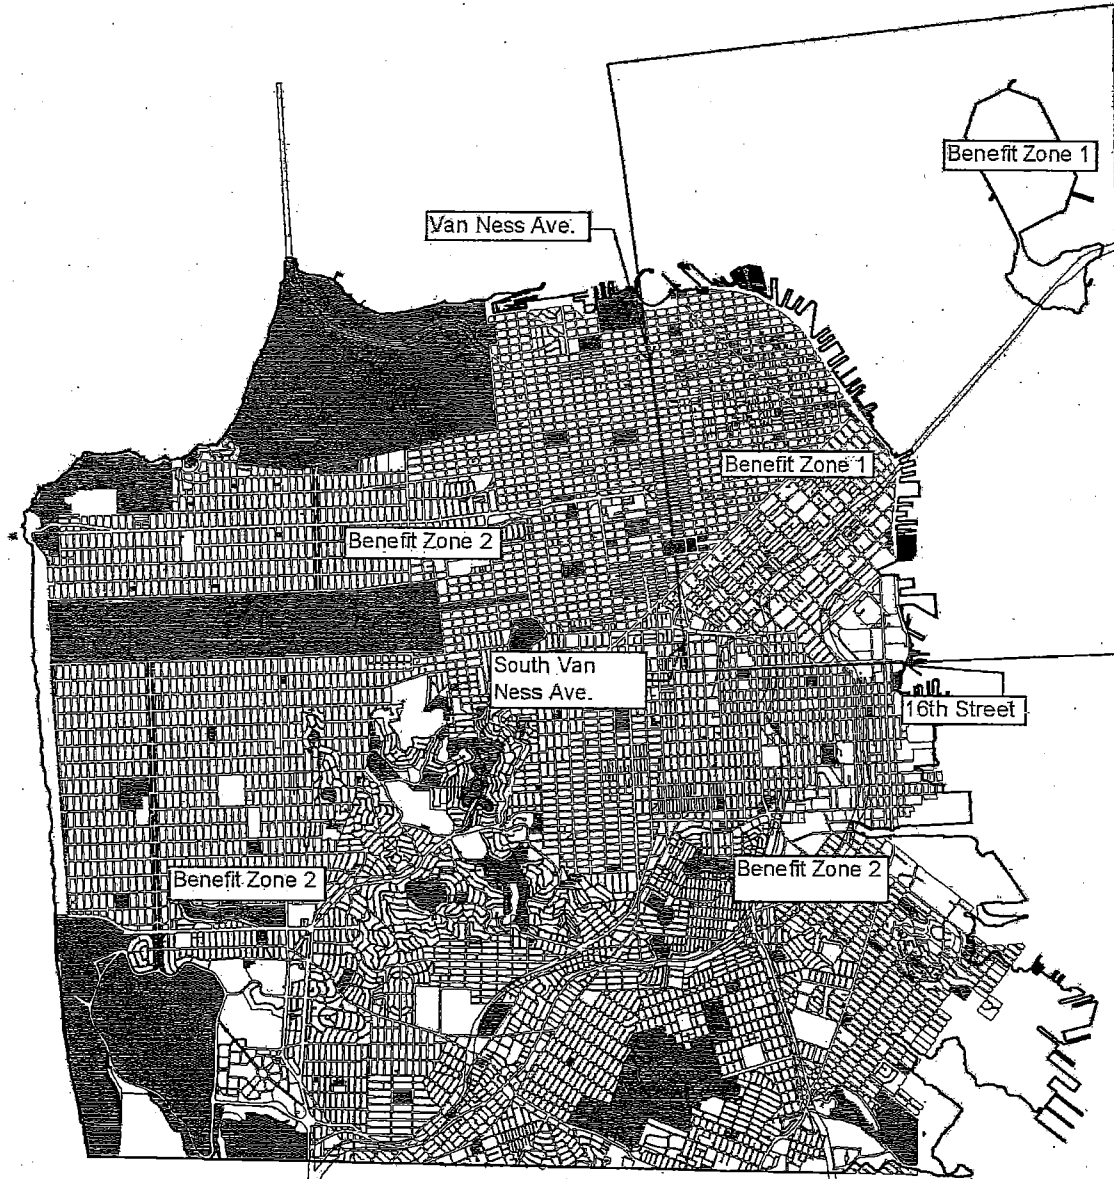 Benefit Zone 1
Van Ness Ave.
Benefit Zone 1
Benefit Zone 2
South Van
Ness Ave.
16th Street
Benefit Zone 2
Benefit Zone 2